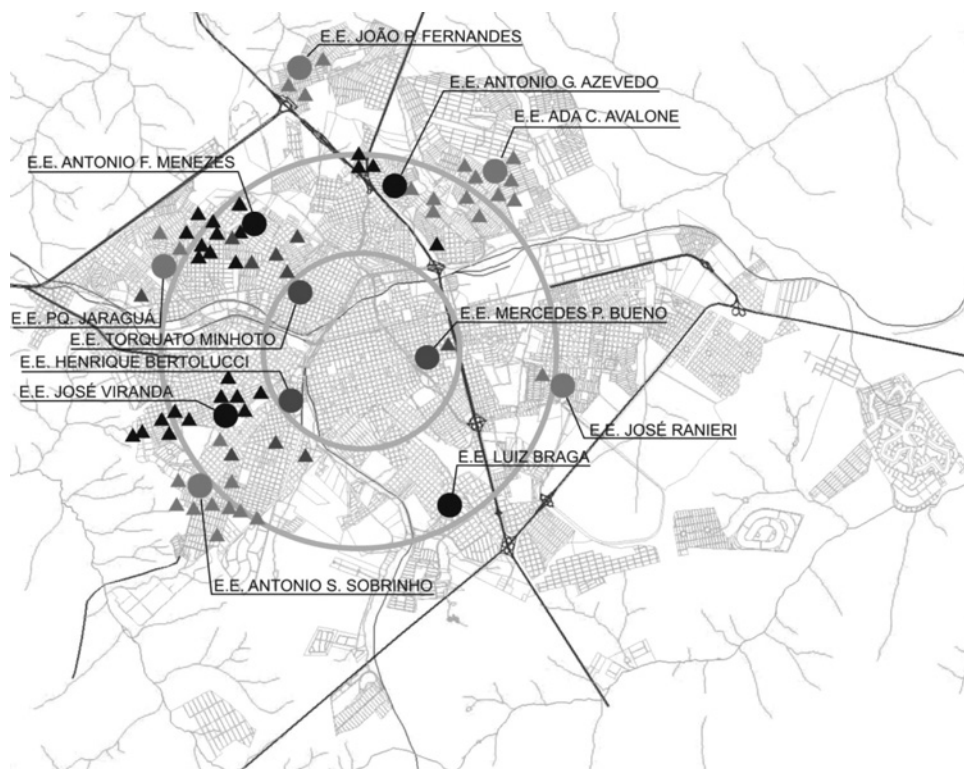 E.E. JOÃO P. FERNANDES
E.E. ANTONIO G. AZEVEDO
E.E. ADA C. AVALONE
E.E. ANTONIO F. MENEZES
E.E. PQ. JARAGUÁ
E.E. MERCEDES P. BUENO
E.E. TORQUATO MINHOTO
E.E. HENRIQUE BERTOLUCCI
E.E. JOSÉ VIRANDA
E.E. JOSÉ RANIERI
E.E. LUIZ BRAGA
E.E. ANTONIO S. SOBRINHO